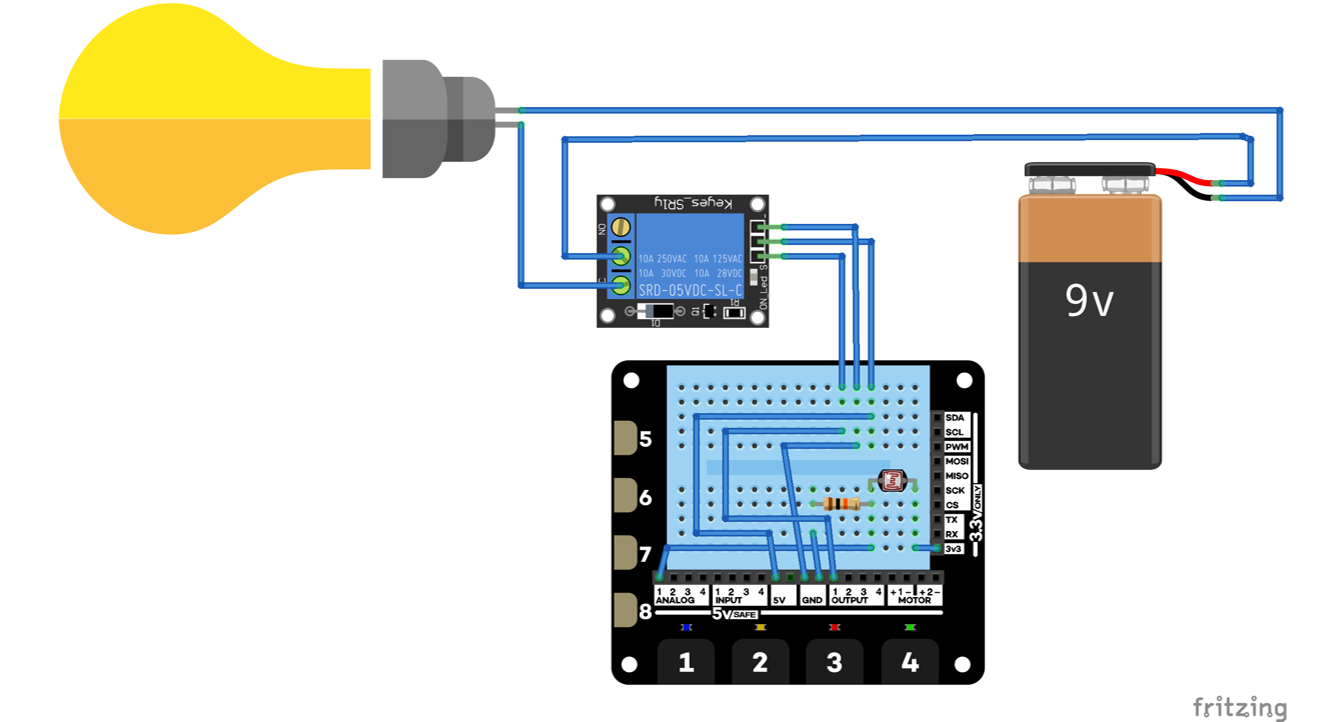 Keyes_SR1y
NO
C
10A 250VAC 10A 125VAC
10A 30VDC 10A 28VDC
SRD-05VDC-SL-C
ON Led S
R1
D1
9v
5
6
7
8
SDA
SCL
PWM
MOSI
MISO
SCK
CS
TX
RX
3v3
3.3v/ONLY
1 2 3 4 1 2 3 4 1 2 3 4 +1- +2-
ANALOG INPUT 5V GND OUTPUT MOTOR
5v/SAFE
1 2 3 4
fritzing